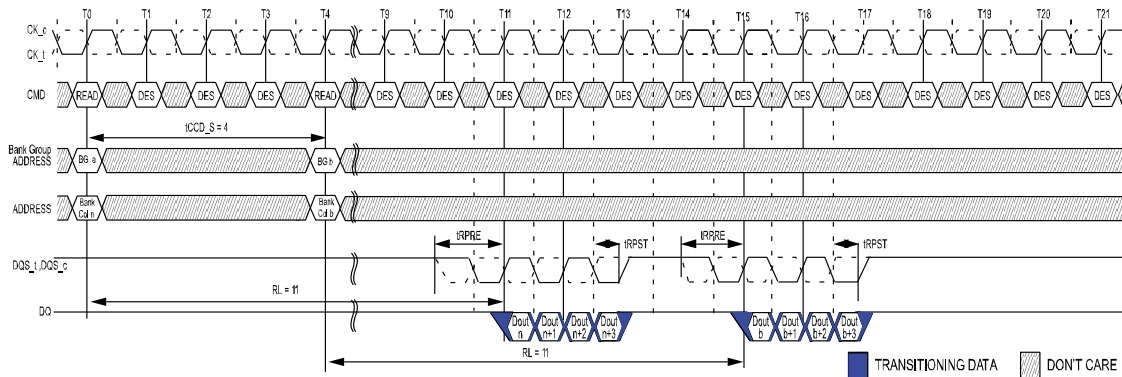 T0 T1 T2 T3 T4 T9 T10 T11 T12 T13 T14 T15 T16 T17 T18 T19 T20 T21
CK_c
CK_t
CMD READ DES DES DES READ DES DES DES DES DES DES DES DES DES DES DES DES DES
tCCD_S = 4
Bank Group
ADDRESS BG a BG b
ADDRESS Bank Col n Bank Col b
tRPRE tRPST tRPRE tRPST
DQS_t ,DQS_c
RL = 11
DQ
Dout n Dout n+1 Dout n+2 Dout n+3 Dout b Dout b+1 Dout b+2 Dout b+3
RL = 11
TRANSITIONING DATA DON'T CARE